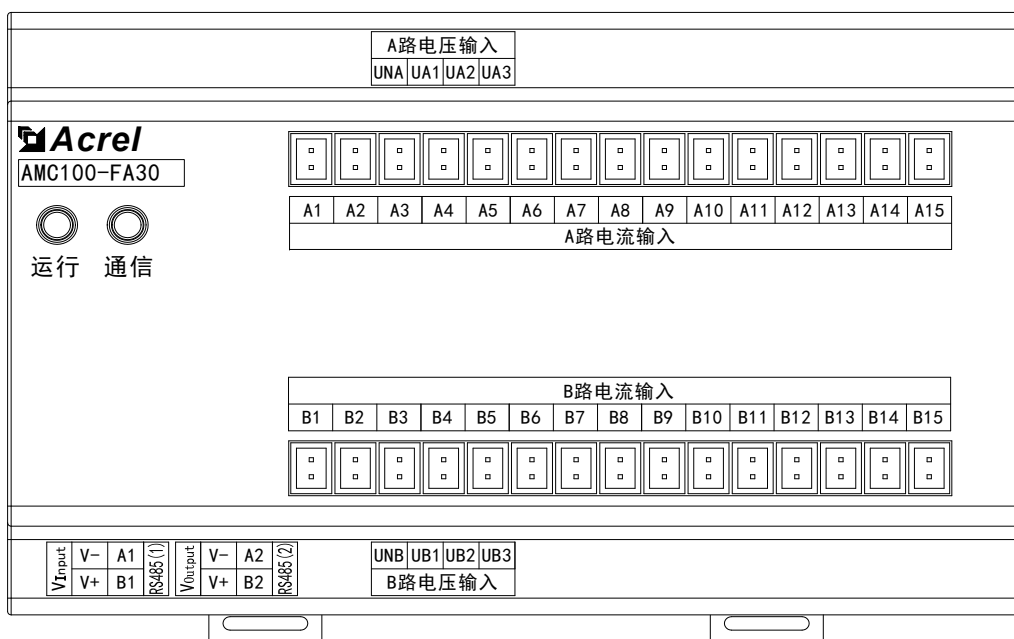 A路电压输入
UNA UA1 UA2 UA3
Acrel
AMC100-FA30
运行 通信
A1 A2 A3 A4 A5 A6 A7 A8 A9 A10 A11 A12 A13 A14 A15
A路电流输入
B路电流输入
B1 B2 B3 B4 B5 B6 B7 B8 B9 B10 B11 B12 B13 B14 B15
VInput V- A1 RS485(1) VOutput V- A2 RS485(2) UNB UB1 UB2 UB3
V+ B1 V+ B2 B路电压输入